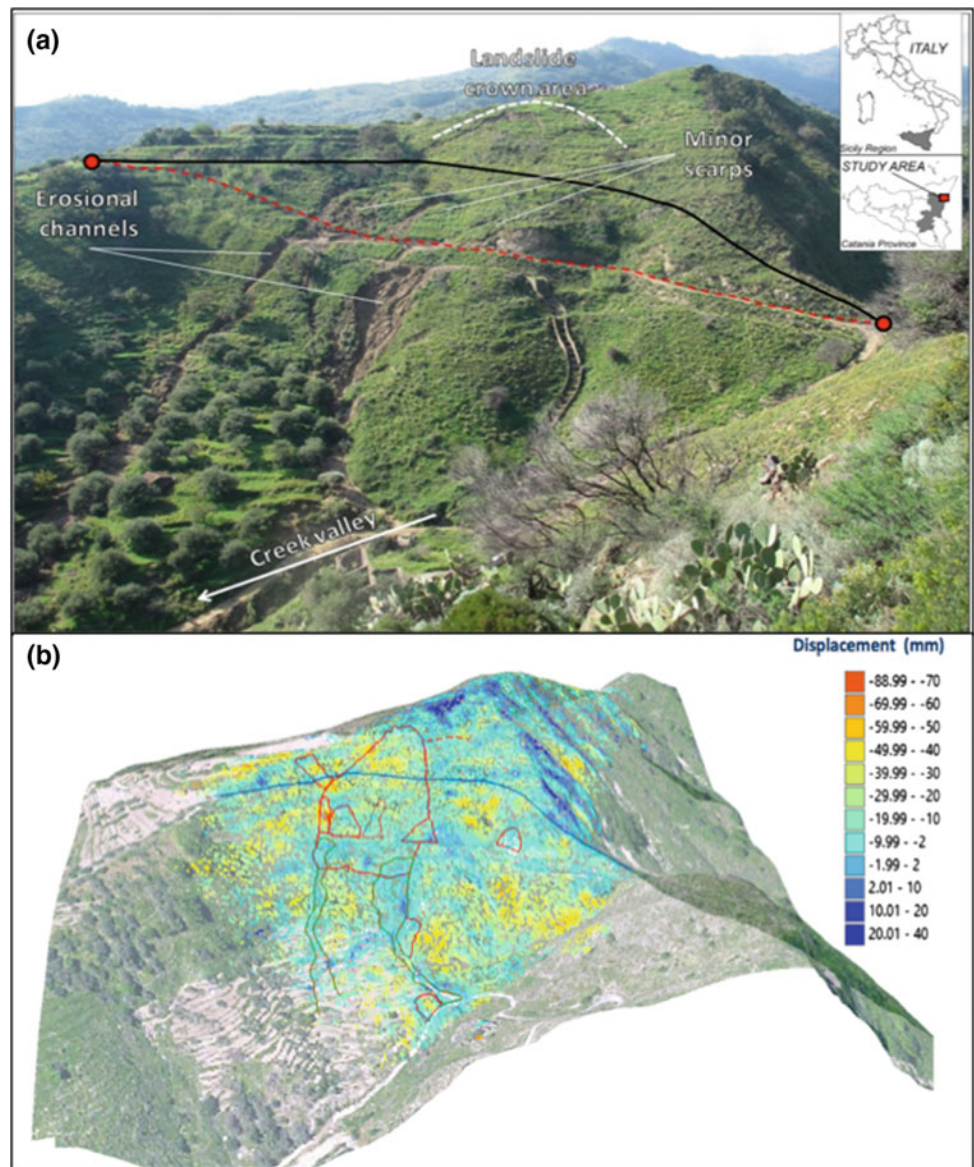 (a)
Landslide
crown area
Minor
scarps
Erosional
channels
Creek valley
ITALY
Sicily Region
STUDY AREA
Catania Province
(b)
Displacement (mm)
-88.99 - -70
-69.99 - -60
-59.99 - -50
-49.99 - -40
-39.99 - -30
-29.99 - -20
-19.99 - -10
-9.99 - -2
-1.99 - 2
2.01 - 10
10.01 - 20
20.01 - 40